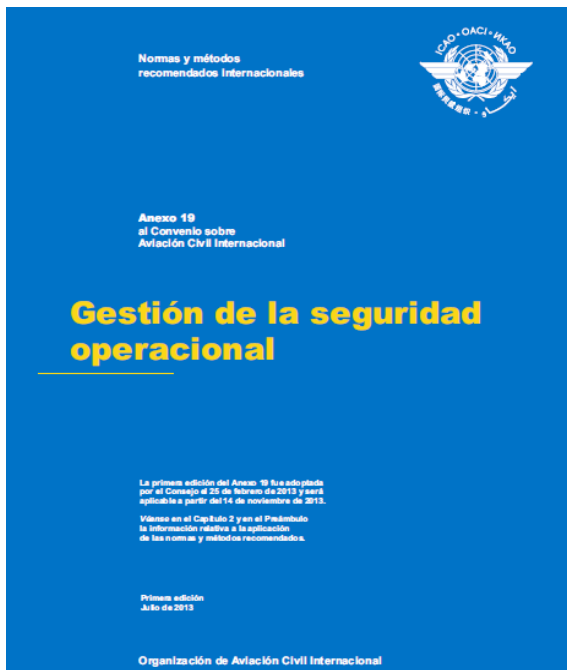 Normas y métodos
recomendados Internacionales
ICAO • OACI • ИКАО
Anexo 19
al Convenio sobre
Aviación Civil Internacional
Gestión de la seguridad
operacional
La primera edición del Anexo 19 fue adoptada
por el Consejo el 25 de febrero de 2013 y será
aplicable a partir del 14 de noviembre de 2013.
Véanse en el Capítulo 2 y en el Preámbulo
la información relativa a la aplicación
de las normas y métodos recomendados.
Primera edición
Julio de 2013
Organización de Aviación Civil Internacional